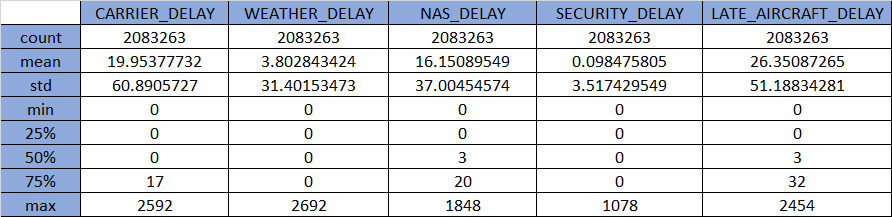 CARRIER_DELAY WEATHER_DELAY NAS_DELAY SECURITY_DELAY LATE_AIRCRAFT_DELAY
count 2083263 2083263 2083263 2083263 2083263
mean 19.95377732 3.802843424 16.15089549 0.098475805 26.35087265
std 60.8905727 31.40153473 37.00454574 3.517429549 51.18834281
min 0 0 0 0 0
25% 0 0 0 0 0
50% 0 0 3 0 3
75% 17 0 20 0 32
max 2592 2692 1848 1078 2454